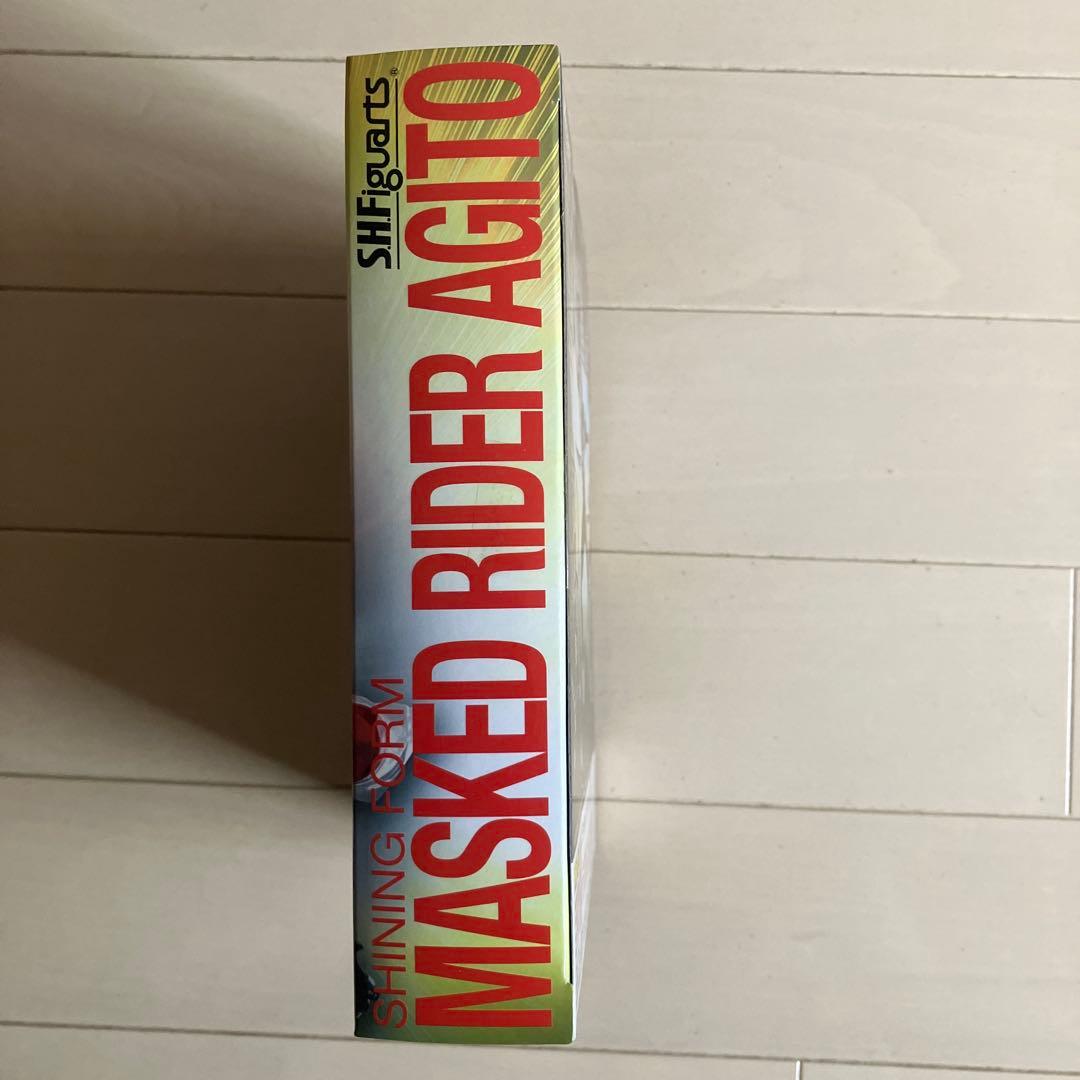 S.H.Figuarts®
SHINING FORM
MASKED RIDER AGITO